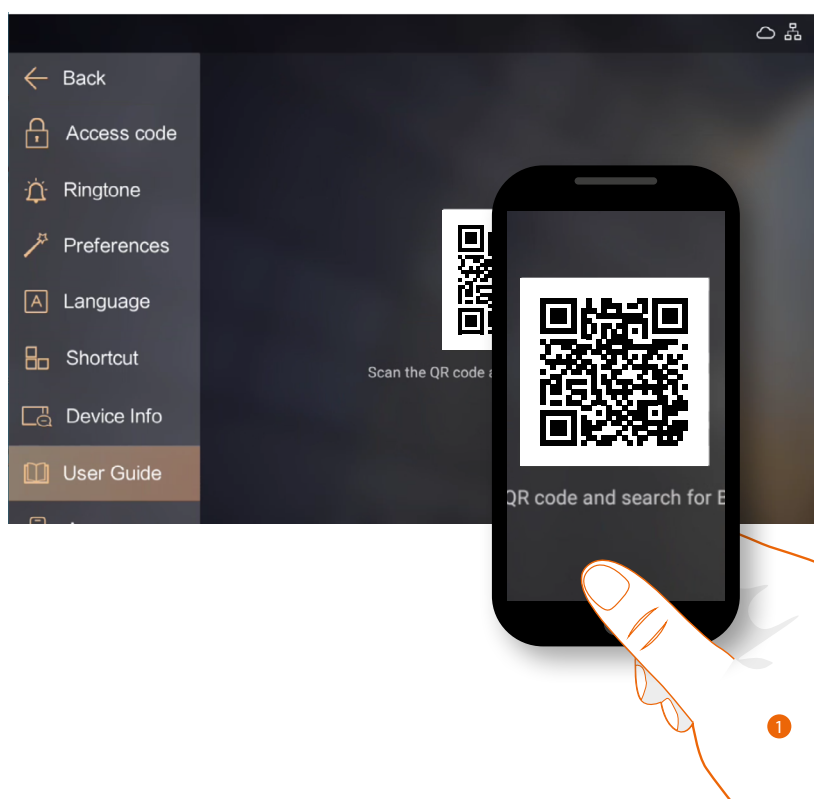 Back
Access code
Ringtone
Preferences
A Language
Shortcut
Device Info
User Guide
Scan the QR code
QR code and search for
1